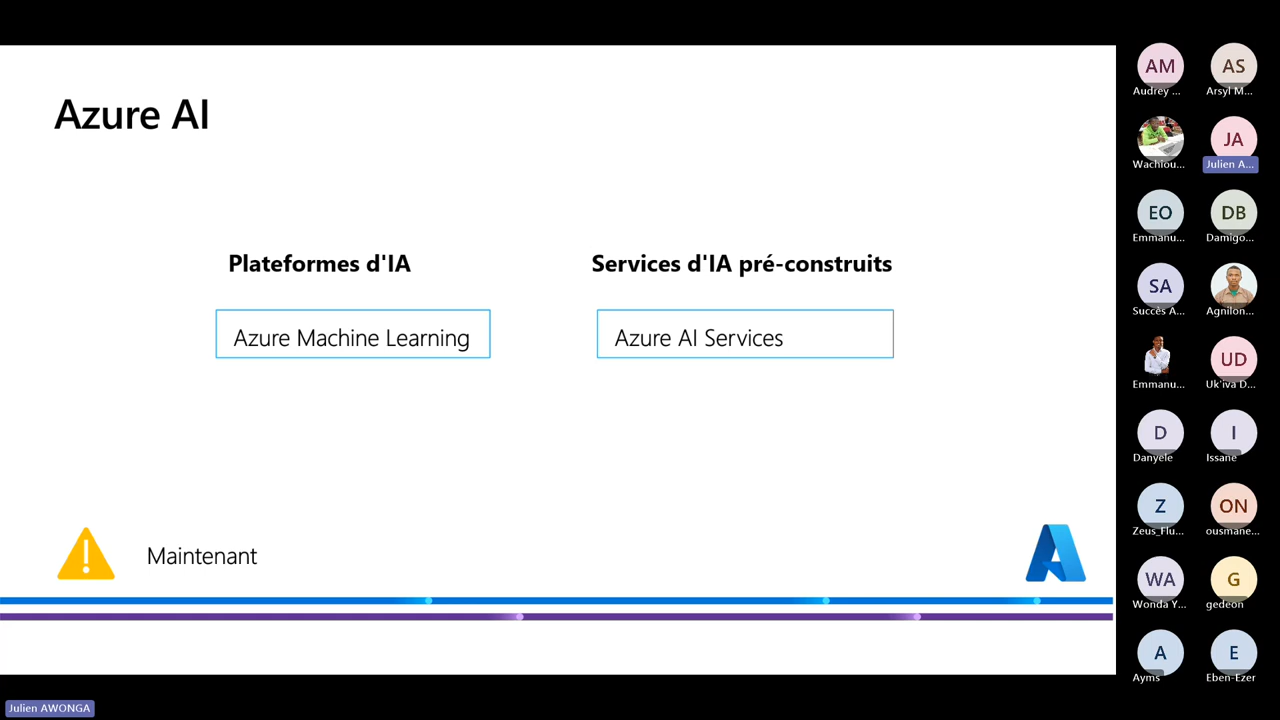 Azure AI
Plateformes d'IA
Services d'IA pré-construits
Azure Machine Learning
Azure AI Services
Maintenant
AM
AS
Audrey ...
Arsyl M...
JA
Wachiou...
Julien A...
EO
DB
Emmanu...
Damigo...
SA
Succès A...
Agnilon...
UD
Emmanu...
Uk'iva D...
D
I
Danyele
Issane
Z
ON
Zeus_Flu...
ousmane...
WA
G
Wonda Y...
gedeon
A
E
Ayms
Eben-Ezer
Julien AWONGA